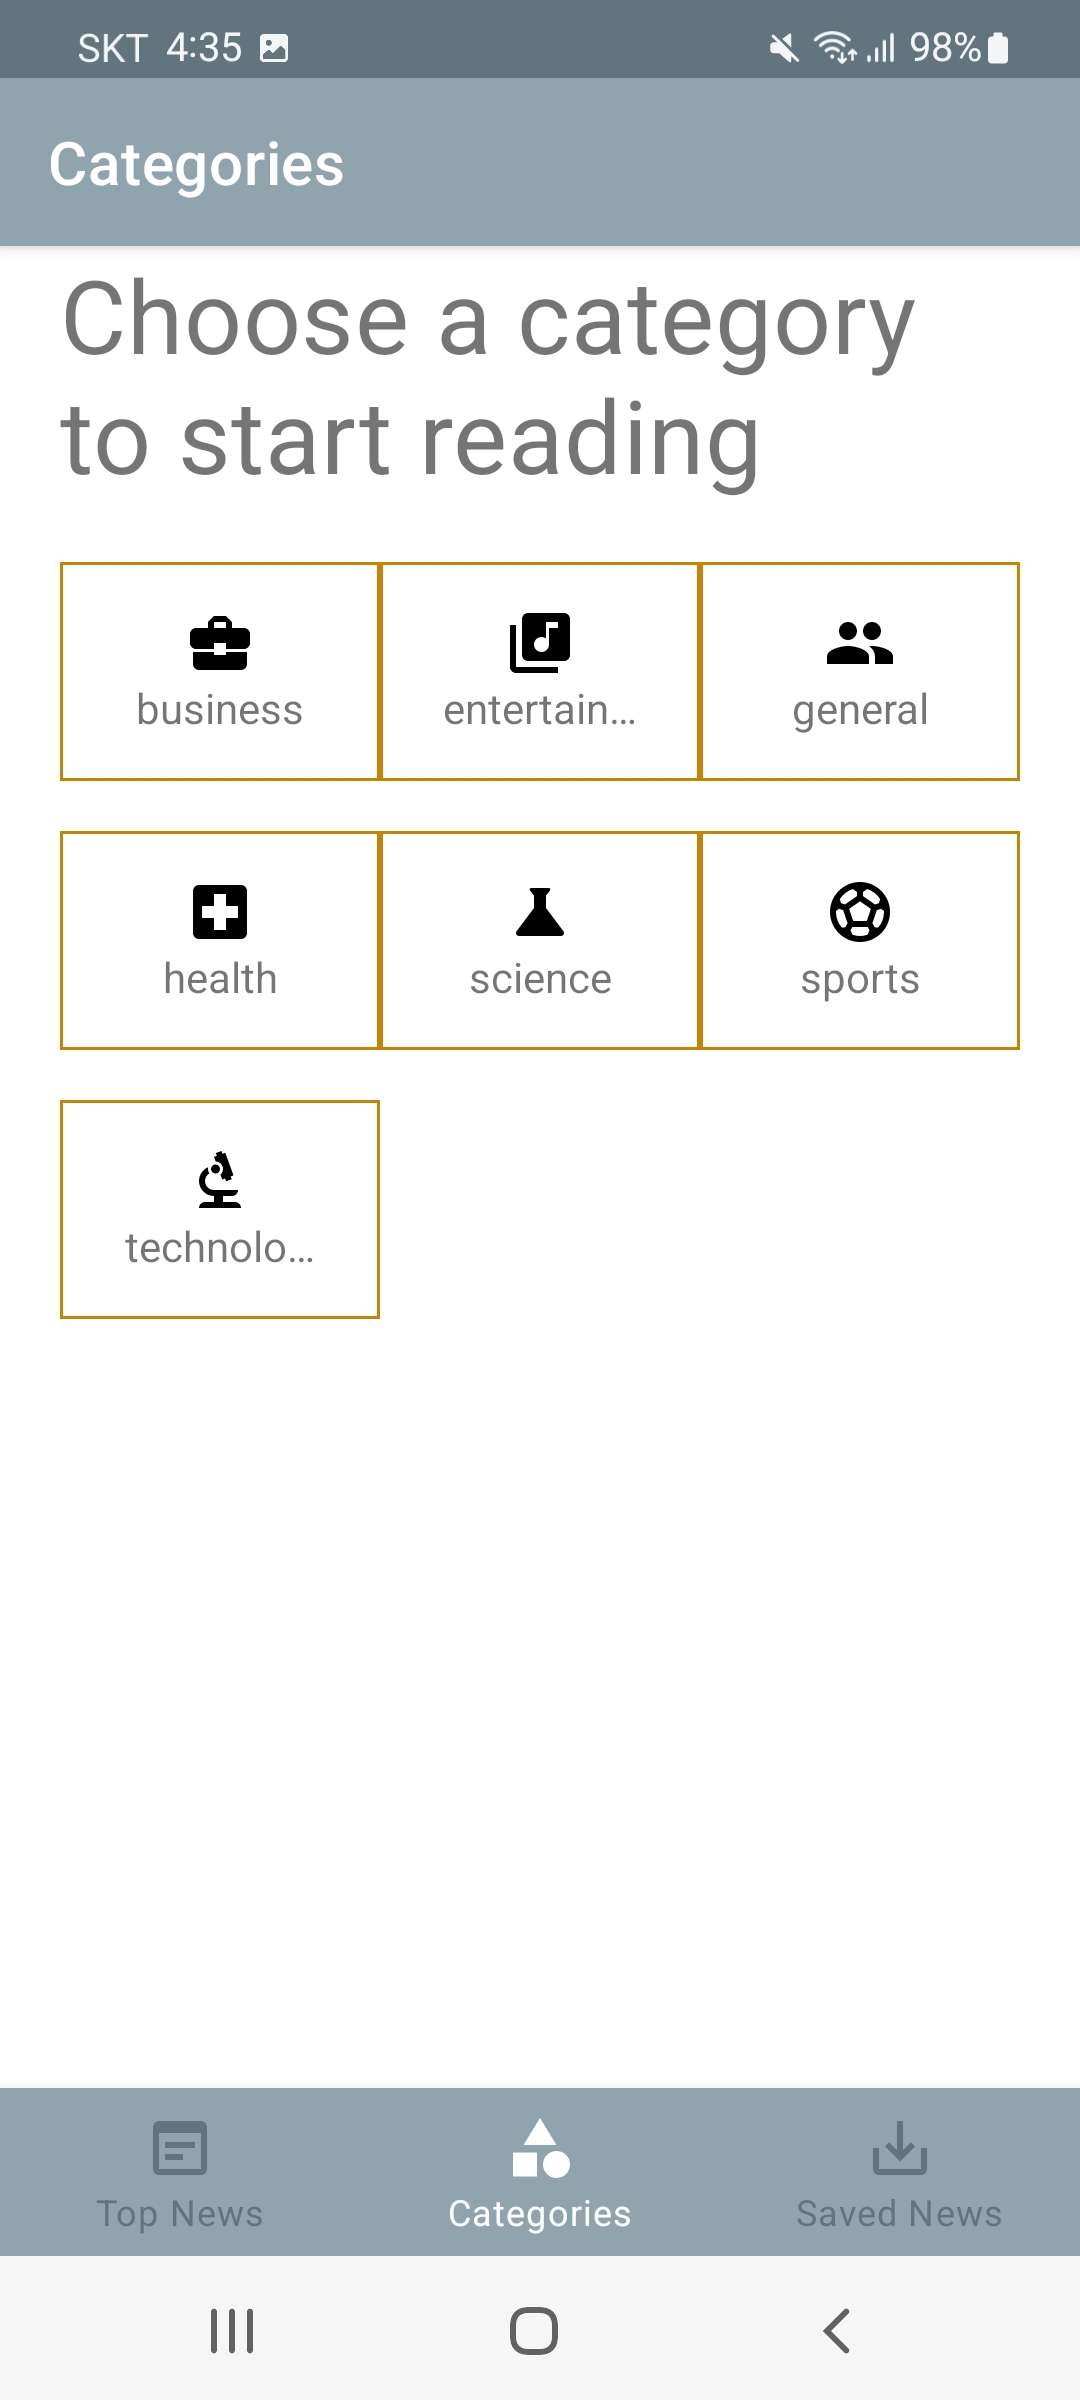 SKT 4:35 98%
Categories
Choose a category
to start reading
business entertain... general
health science sports
technolo...
Top News Categories Saved News